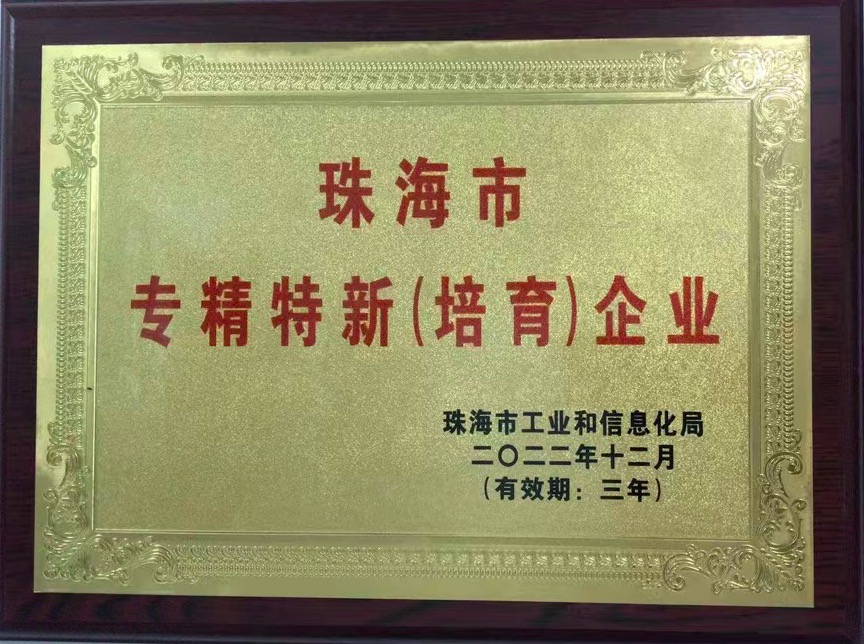 珠海市
专精特新(培育)企业
珠海市工业和信息化局
二〇二二年十二月
(有效期：三年)